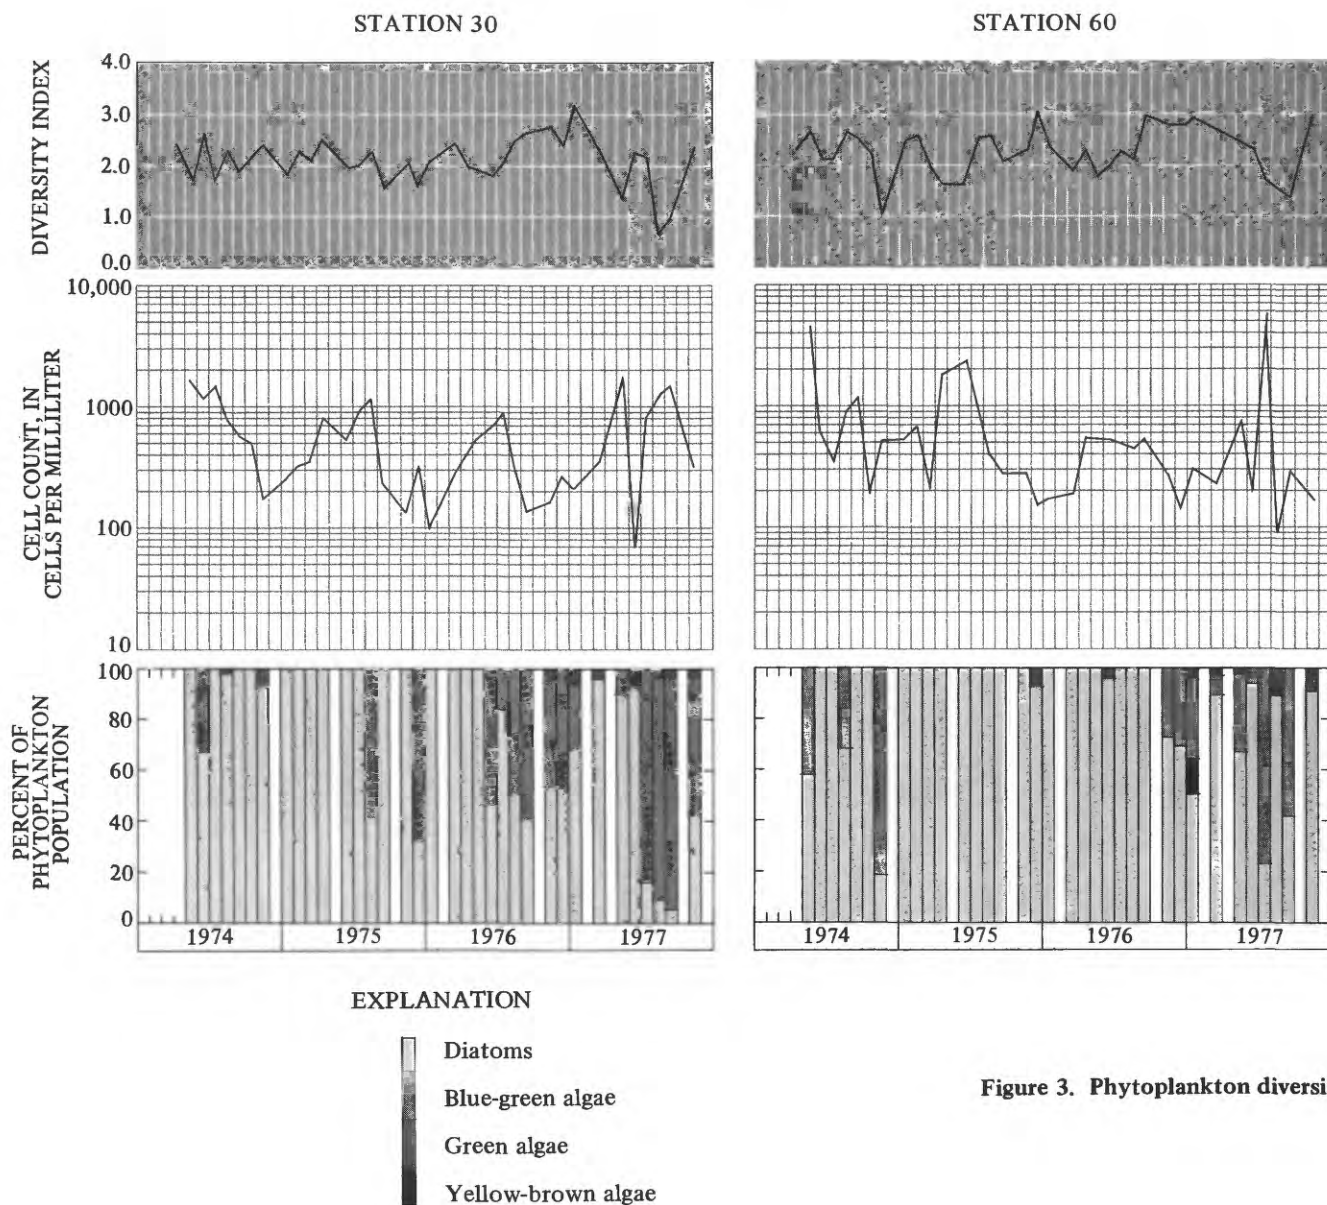 STATION 30
STATION 60
DIVERSITY INDEX
4.0
3.0
2.0
1.0
0.0
CELL COUNT, IN
CELLS PER MILLILITER
10,000
1000
100
10
PERCENT OF
PHYTOPLANKTON
POPULATION
100
80
60
40
20
0
1974
1975
1976
1977
1974
1975
1976
1977
EXPLANATION
Diatoms
Blue-green algae
Green algae
Yellow-brown algae
Figure 3. Phytoplankton diversi